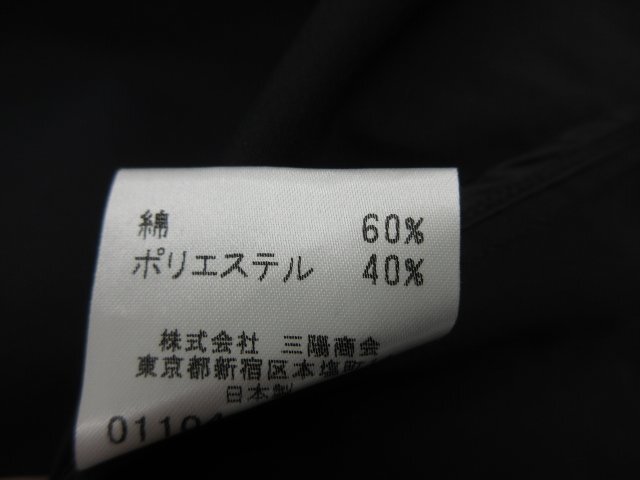 綿 60%
ポリエステル 40%
株式会社 三陽商会
東京都新宿区本塩町
日本製
0110